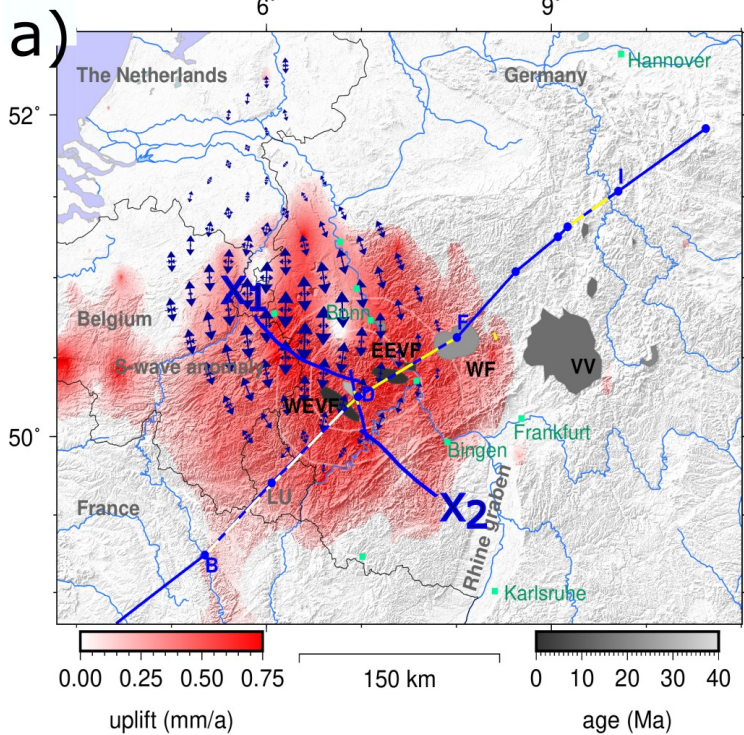 a)
6°
9°
The Netherlands
Germany
Hannover
52°
I
X1
Belgium
Bonn
F
EEVF
S-wave anomaly
WF
VV
D
WEVF
50°
Frankfurt
Bingen
LU
France
X2
Rhine graben
B
Karlsruhe
0.00 0.25 0.50 0.75
150 km
0 10 20 30 40
uplift (mm/a)
age (Ma)